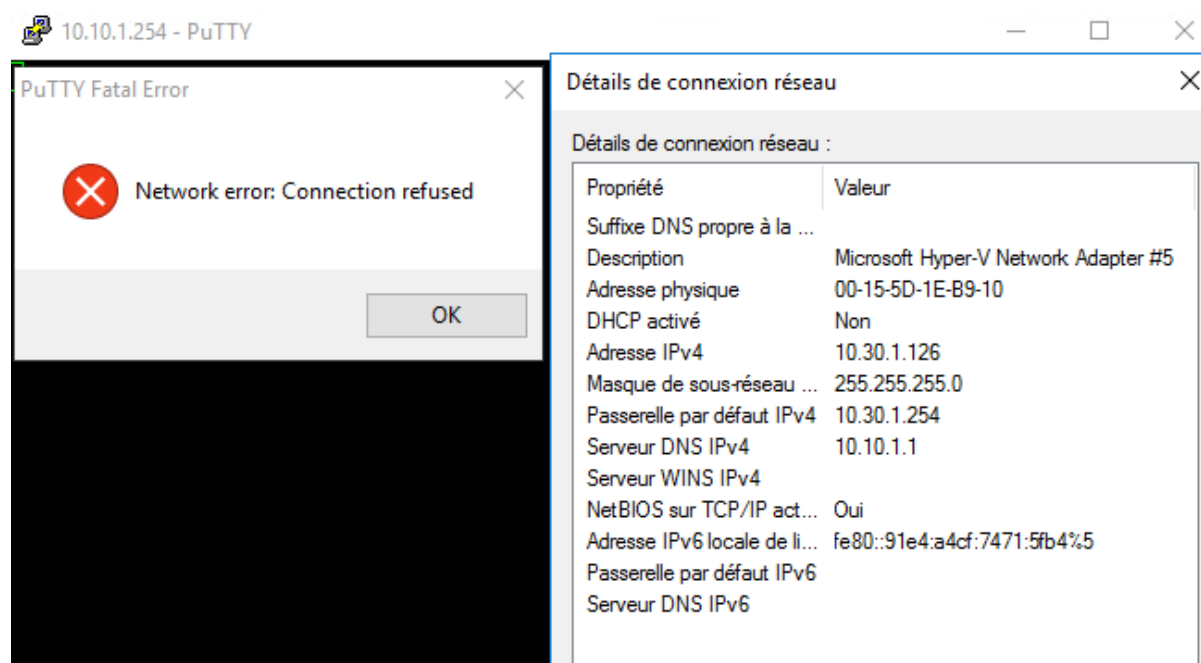 10.10.1.254 - PuTTY
PuTTY Fatal Error
Network error: Connection refused
OK
Détails de connexion réseau
Détails de connexion réseau :
Propriété Valeur
Suffixe DNS propre à la ...
Description Microsoft Hyper-V Network Adapter #5
Adresse physique 00-15-5D-1E-B9-10
DHCP activé Non
Adresse IPv4 10.30.1.126
Masque de sous-réseau ... 255.255.255.0
Passerelle par défaut IPv4 10.30.1.254
Serveur DNS IPv4 10.10.1.1
Serveur WINS IPv4
NetBIOS sur TCP/IP act... Oui
Adresse IPv6 locale de li... fe80::91e4:a4cf:7471:5fb4%5
Passerelle par défaut IPv6
Serveur DNS IPv6